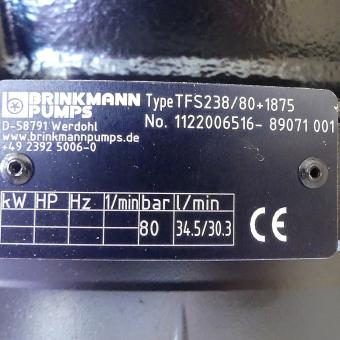 BRINKMANN PUMPS
D-58791 Werdohl
www.brinkmannpumps.de
+49 2392 5006-0
Type TFS238/80+1875
No. 1122006516- 89071 001
kW HP Hz 1/min bar l/min
80 34.5/30.3
CE